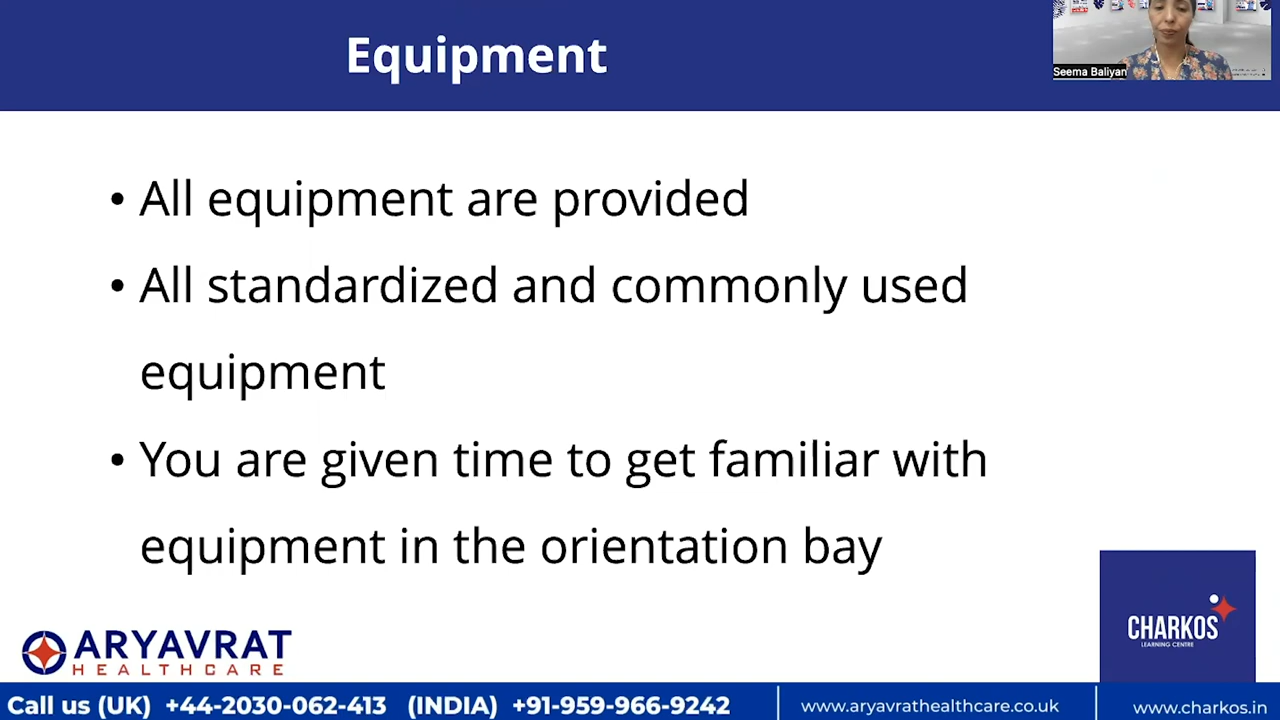 Equipment
Seema Baliyan
• All equipment are provided
• All standardized and commonly used
equipment
• You are given time to get familiar with
equipment in the orientation bay
CHARKOS
LEARNING CENTRE
ARYAVRAT
HEALTHCARE
Call us (UK) +44-2030-062-413 (INDIA) +91-959-966-9242
www.aryavrathealthcare.co.uk
www.charkos.in